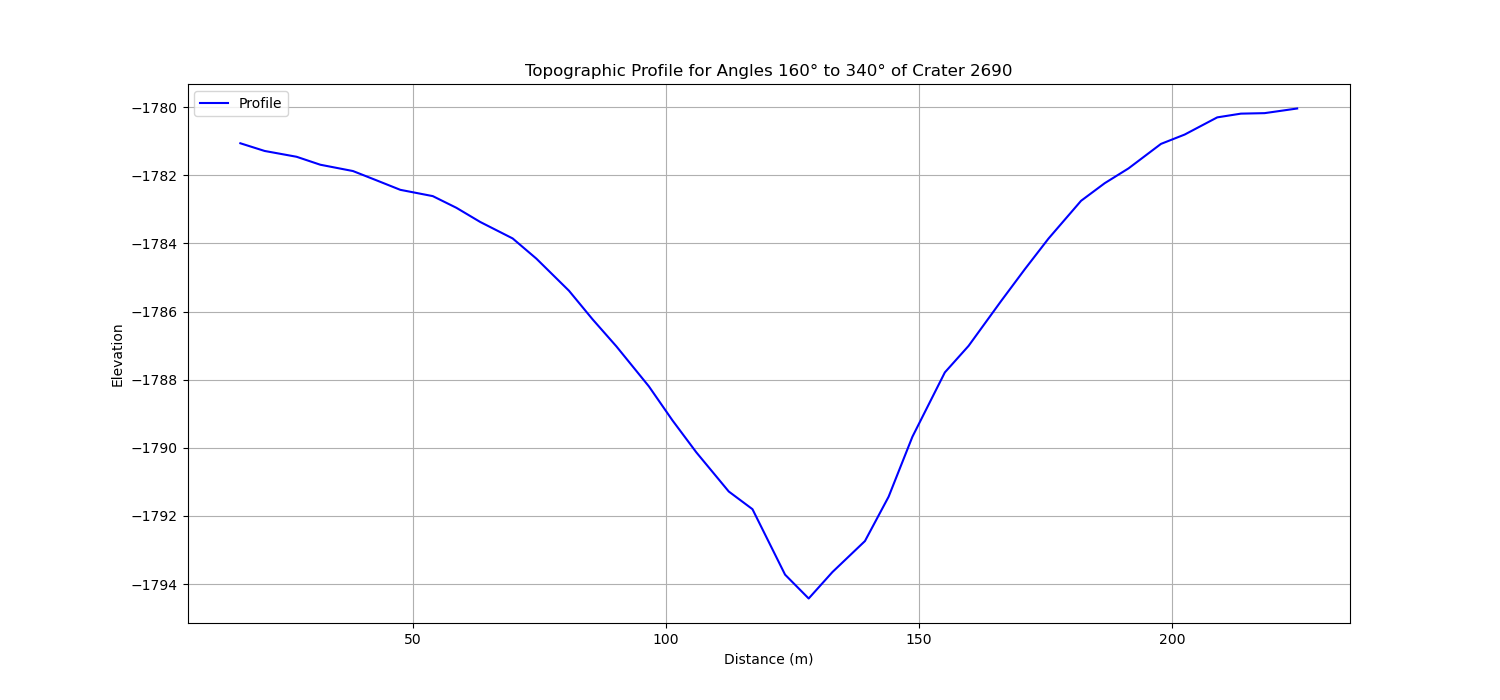 Topographic Profile for Angles 160° to 340° of Crater 2690
Profile
Elevation
−1780
−1782
−1784
−1786
−1788
−1790
−1792
−1794
50 100 150 200
Distance (m)